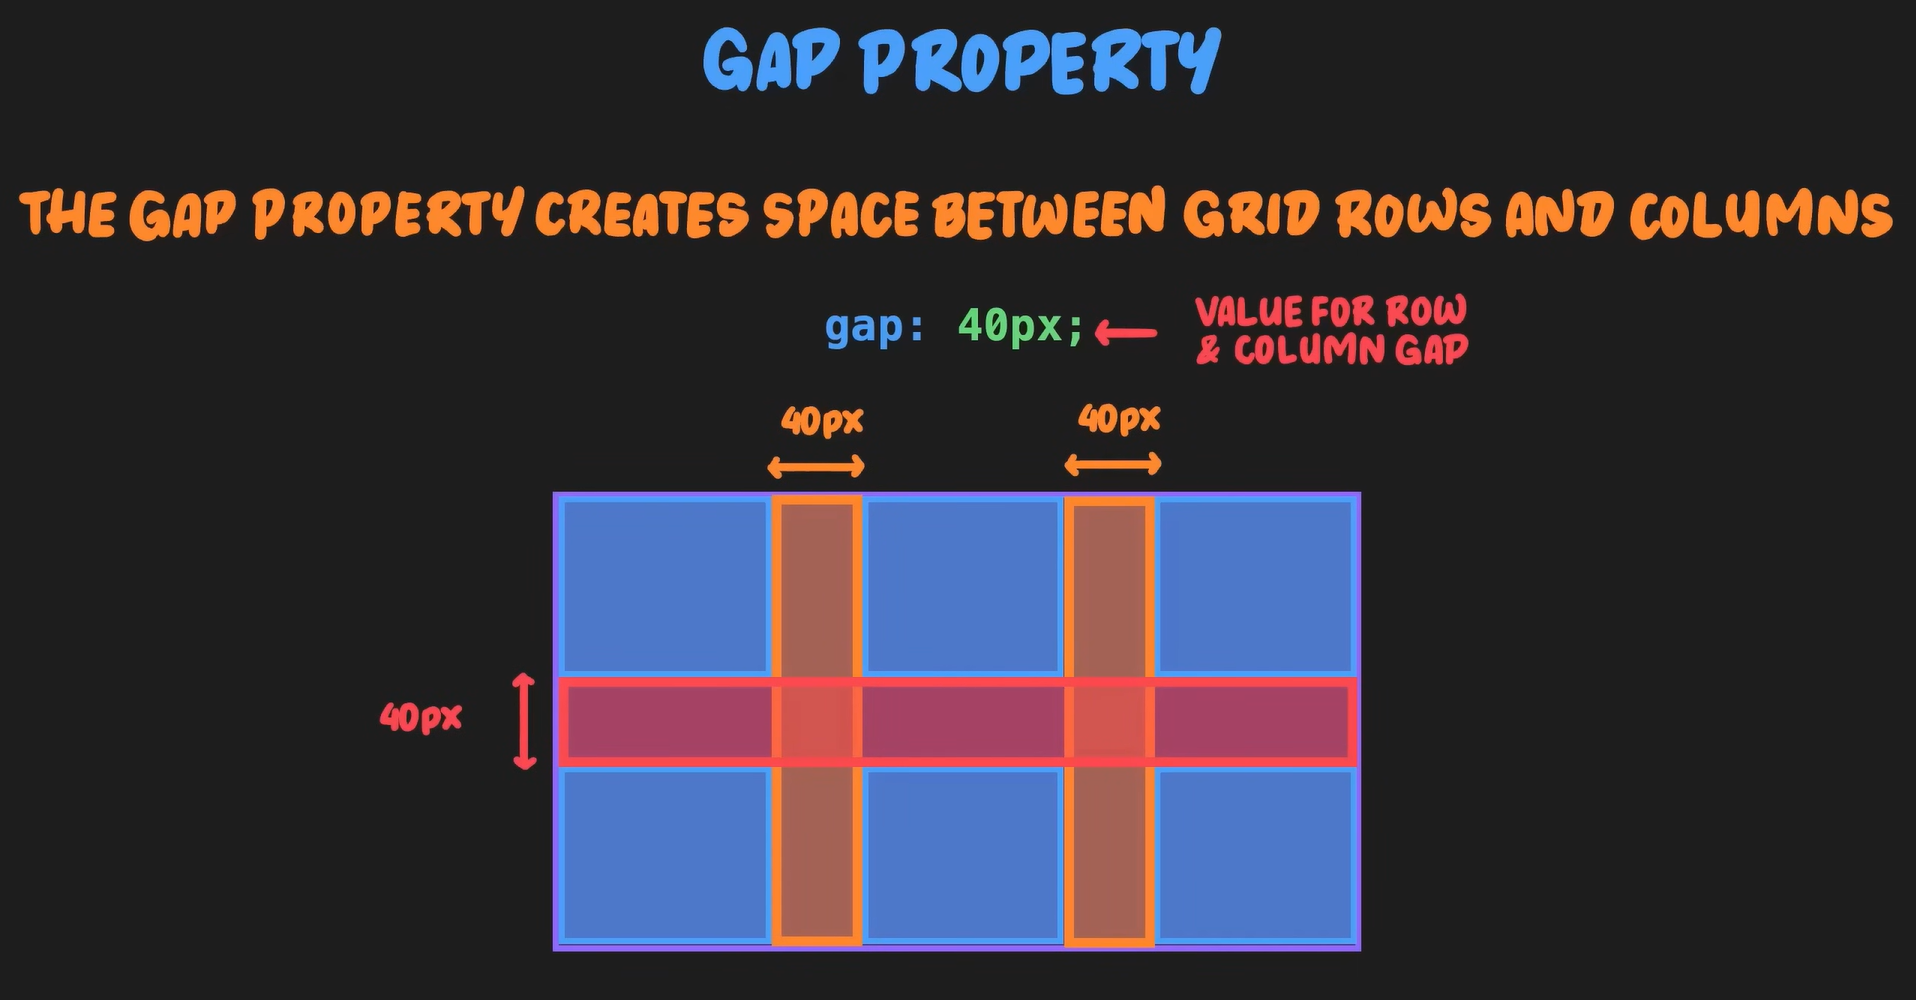 GAP PROPERTY
THE GAP PROPERTY CREATES SPACE BETWEEN GRID ROWS AND COLUMNS
gap: 40px;
VALUE FOR ROW
& COLUMN GAP
40px
40px
40px